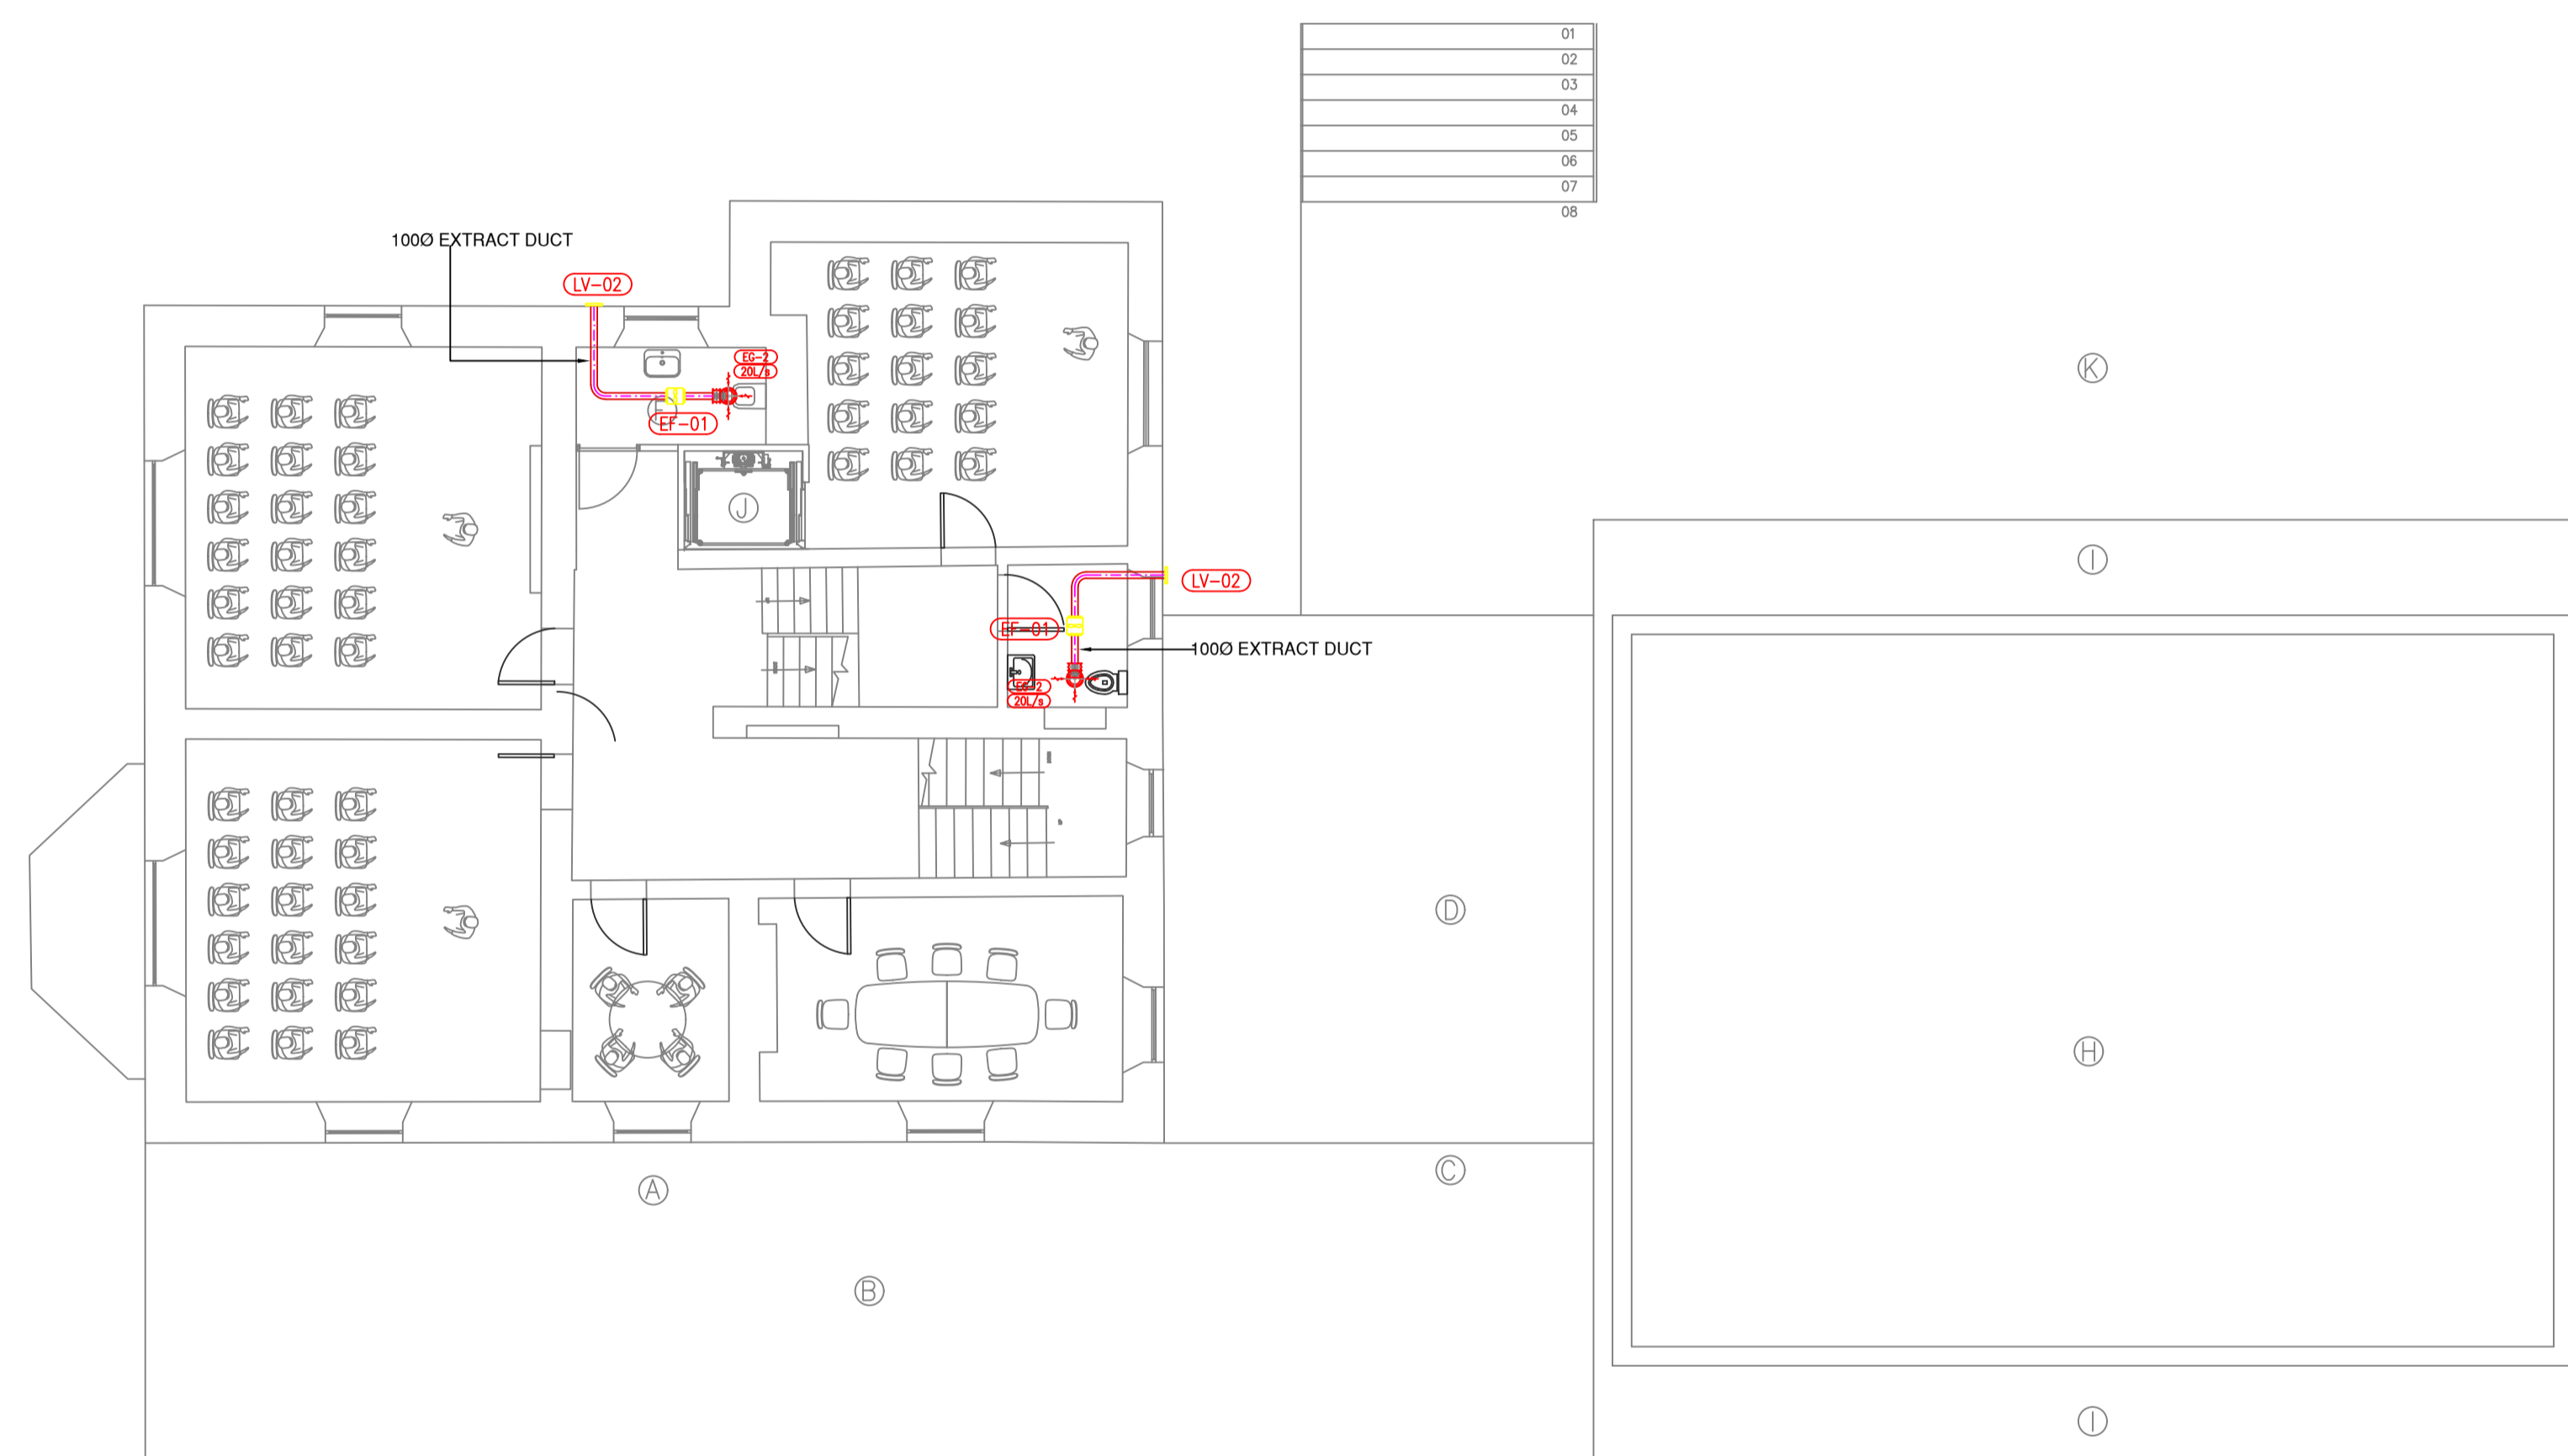 01
02
03
04
05
06
07
08
100Ø EXTRACT DUCT
LV-02
EG-2
20L/s
EF-01
K
J
I
LV-02
EF-01
100Ø EXTRACT DUCT
EG-2
20L/s
D
H
C
A
B
I